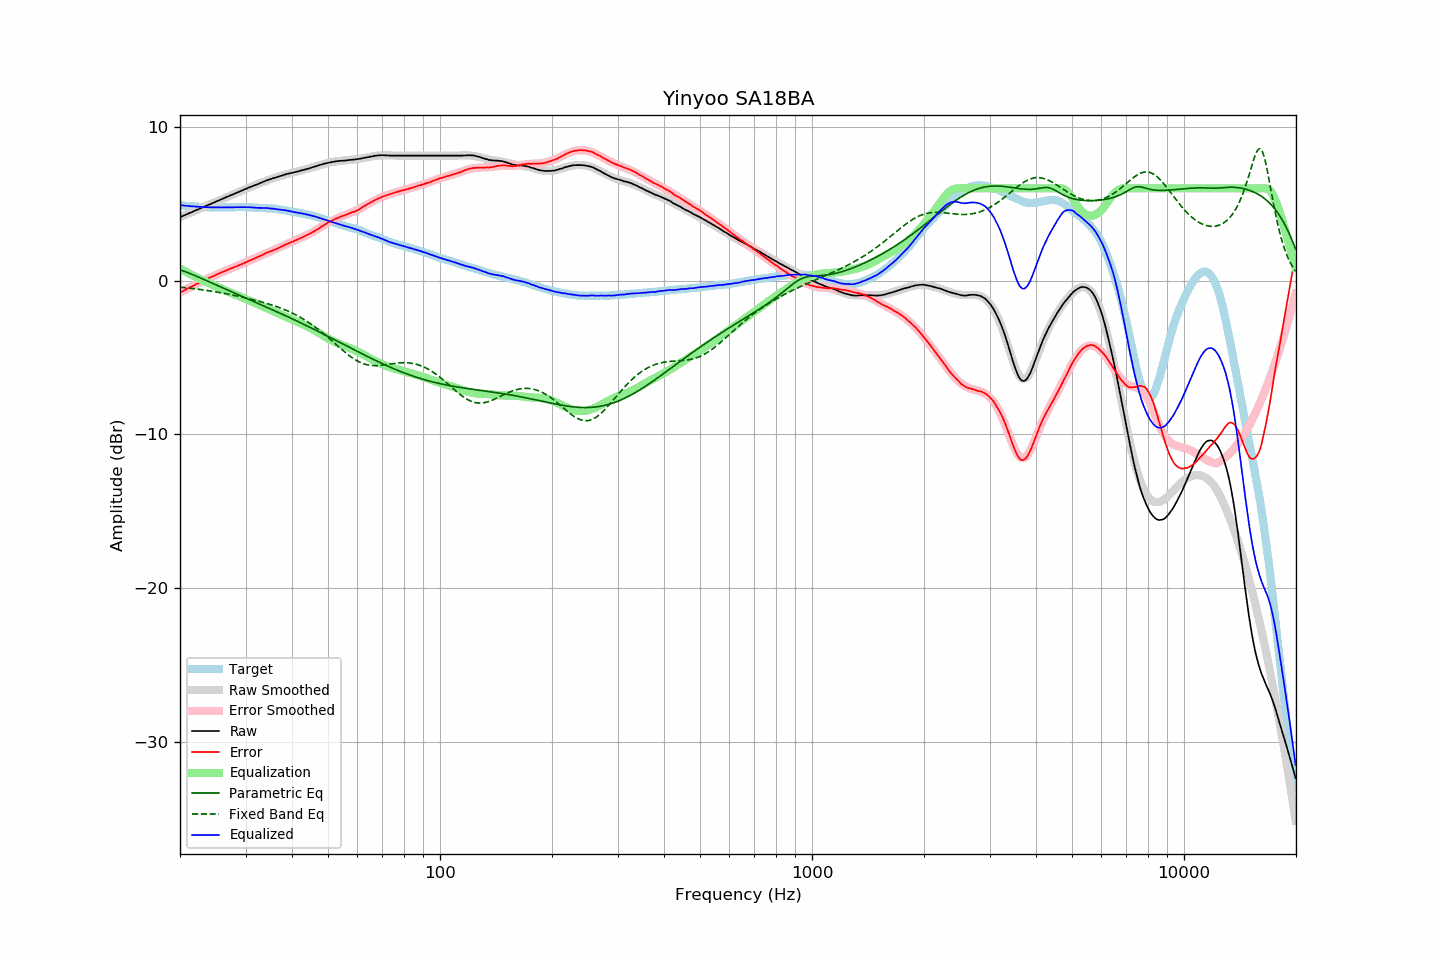 Yinyoo SA18BA
10
0
−10
−20
−30
Amplitude (dBr)
Target
Raw Smoothed
Error Smoothed
Raw
Error
Equalization
Parametric Eq
Fixed Band Eq
Equalized
100
1000
10000
Frequency (Hz)